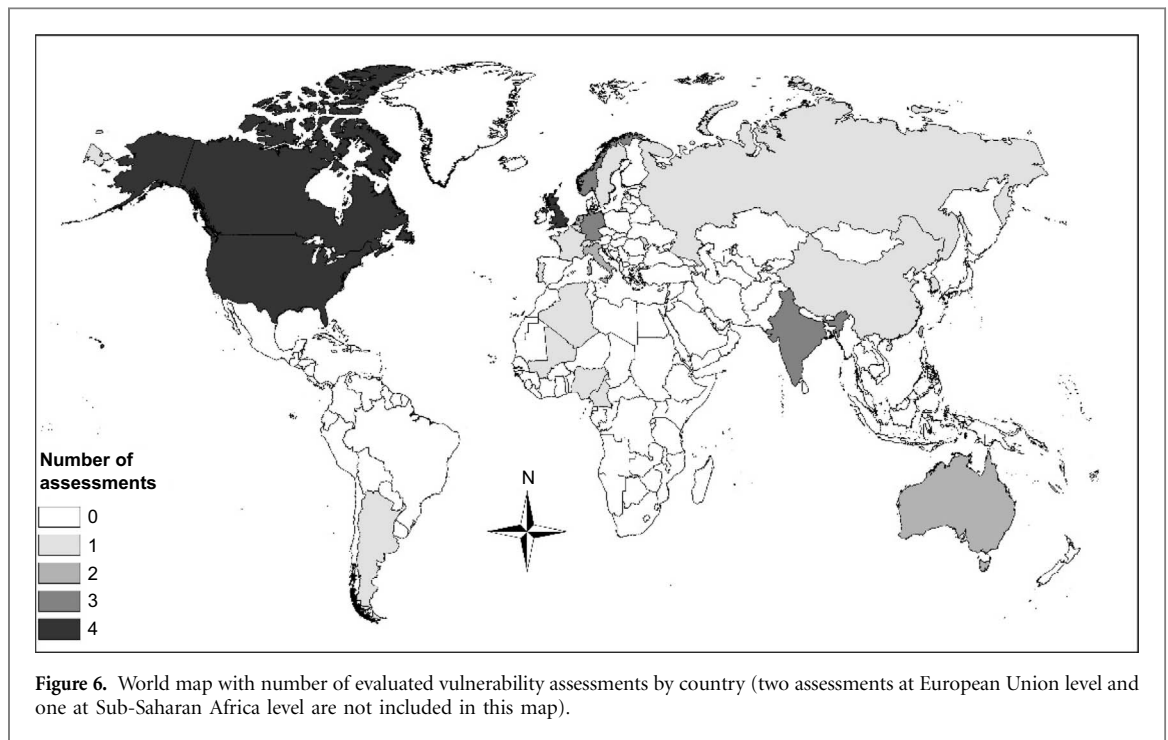 N
Number of
assessments
0
1
2
3
4
Figure 6. World map with number of evaluated vulnerability assessments by country (two assessments at European Union level and
one at Sub-Saharan Africa level are not included in this map).